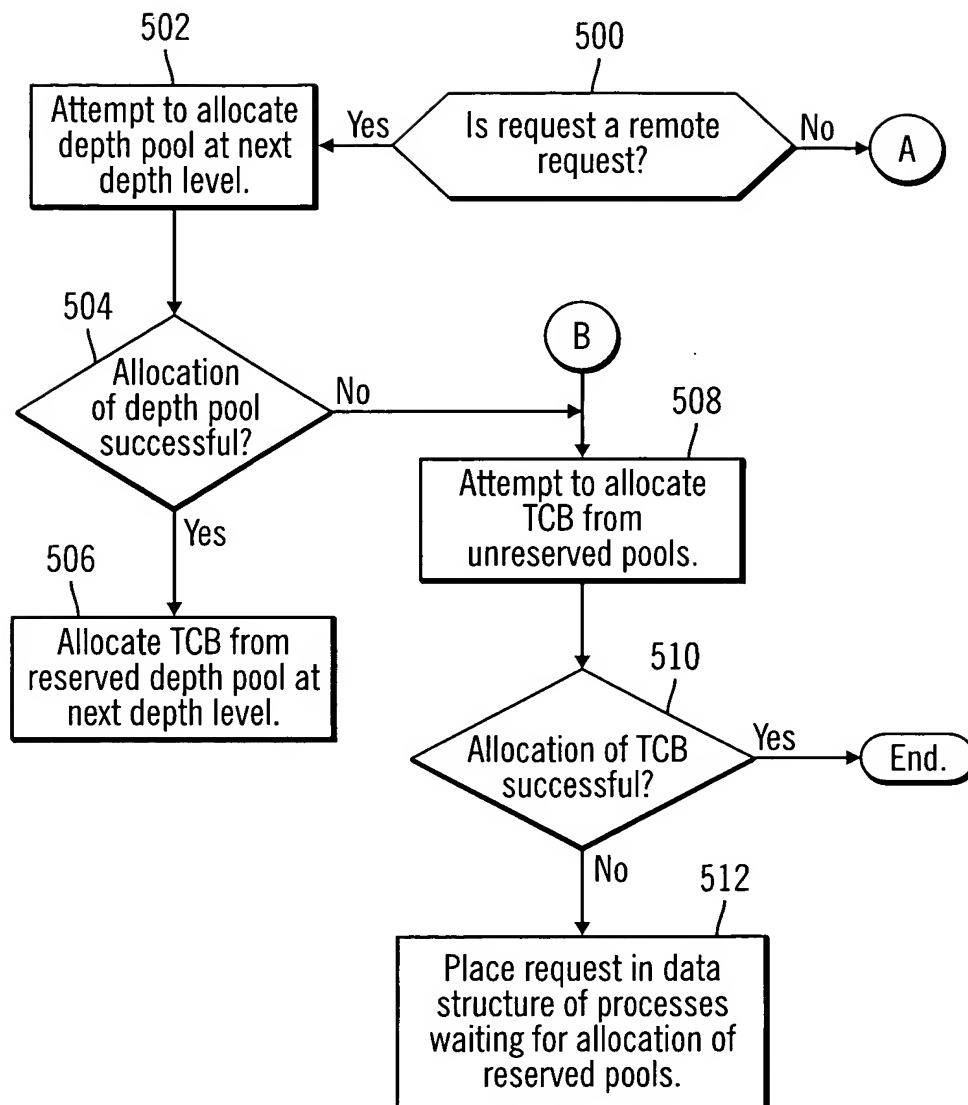 502
500
Attempt to allocate
depth pool at next
depth level.
Yes
Is request a remote
request?
No
A
504
Allocation
of depth pool
successful?
No
B
508
Attempt to allocate
TCB from
unreserved pools.
Yes
506
Allocate TCB from
reserved depth pool at
next depth level.
510
Allocation of TCB
successful?
Yes
End.
No
512
Place request in data
structure of processes
waiting for allocation of
reserved pools.